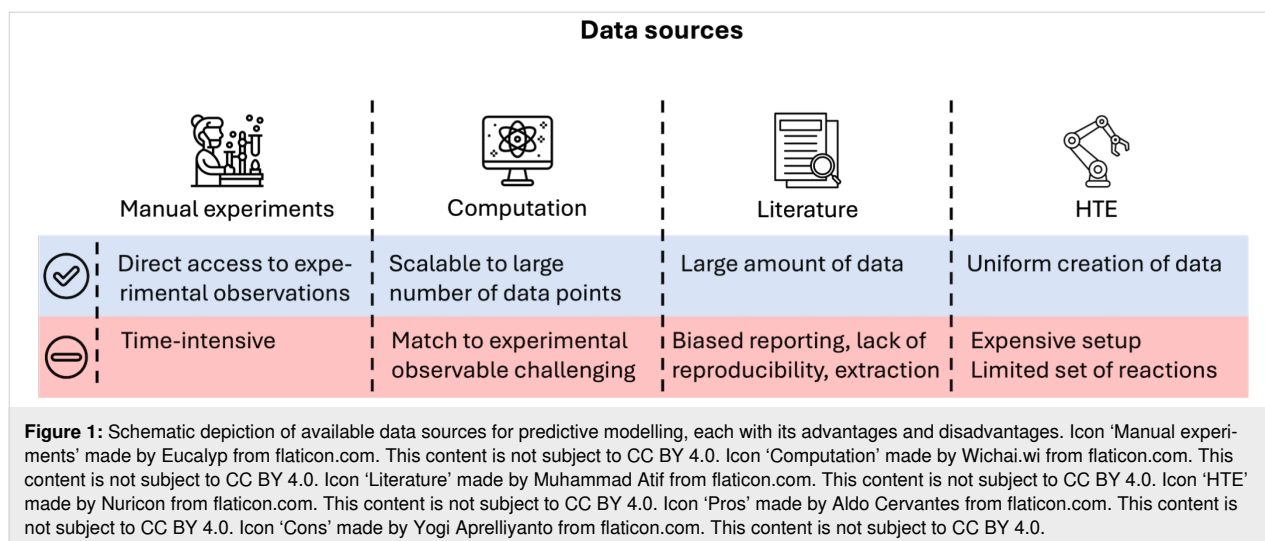 Data sources
Manual experiments
Computation
Literature
HTE
Direct access to expe-
rimental observations
Scalable to large
number of data points
Large amount of data
Uniform creation of data
Time-intensive
Match to experimental
observable challenging
Biased reporting, lack of
reproducibility, extraction
Expensive setup
Limited set of reactions
Figure 1: Schematic depiction of available data sources for predictive modelling, each with its advantages and disadvantages. Icon ‘Manual experi-
ments’ made by Eucalyp from flaticon.com. This content is not subject to CC BY 4.0. Icon ‘Computation’ made by Wichai.wi from flaticon.com. This
content is not subject to CC BY 4.0. Icon ‘Literature’ made by Muhammad Atif from flaticon.com. This content is not subject to CC BY 4.0. Icon ‘HTE’
made by Nuricon from flaticon.com. This content is not subject to CC BY 4.0. Icon ‘Pros’ made by Aldo Cervantes from flaticon.com. This content is
not subject to CC BY 4.0. Icon ‘Cons’ made by Yogi Aprelliyanto from flaticon.com. This content is not subject to CC BY 4.0.